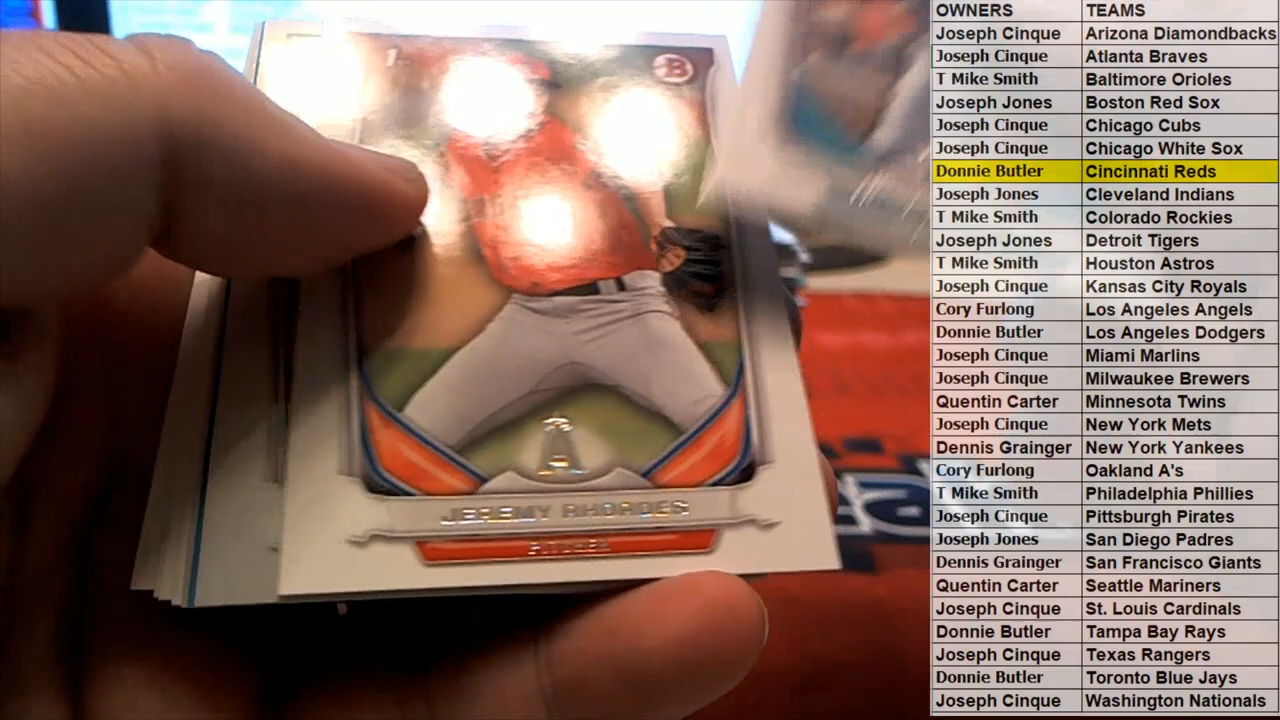 OWNERS TEAMS
Joseph Cinque Arizona Diamondbacks
Joseph Cinque Atlanta Braves
T Mike Smith Baltimore Orioles
Joseph Jones Boston Red Sox
Joseph Cinque Chicago Cubs
Joseph Cinque Chicago White Sox
Donnie Butler Cincinnati Reds
Joseph Jones Cleveland Indians
T Mike Smith Colorado Rockies
Joseph Jones Detroit Tigers
T Mike Smith Houston Astros
Joseph Cinque Kansas City Royals
Cory Furlong Los Angeles Angels
Donnie Butler Los Angeles Dodgers
Joseph Cinque Miami Marlins
Joseph Cinque Milwaukee Brewers
Quentin Carter Minnesota Twins
Joseph Cinque New York Mets
Dennis Grainger New York Yankees
Cory Furlong Oakland A's
T Mike Smith Philadelphia Phillies
Joseph Cinque Pittsburgh Pirates
Joseph Jones San Diego Padres
Dennis Grainger San Francisco Giants
Quentin Carter Seattle Mariners
Joseph Cinque St. Louis Cardinals
Donnie Butler Tampa Bay Rays
Joseph Cinque Texas Rangers
Donnie Butler Toronto Blue Jays
Joseph Cinque Washington Nationals
B
A
JEREMY RHOADES
PITCHER